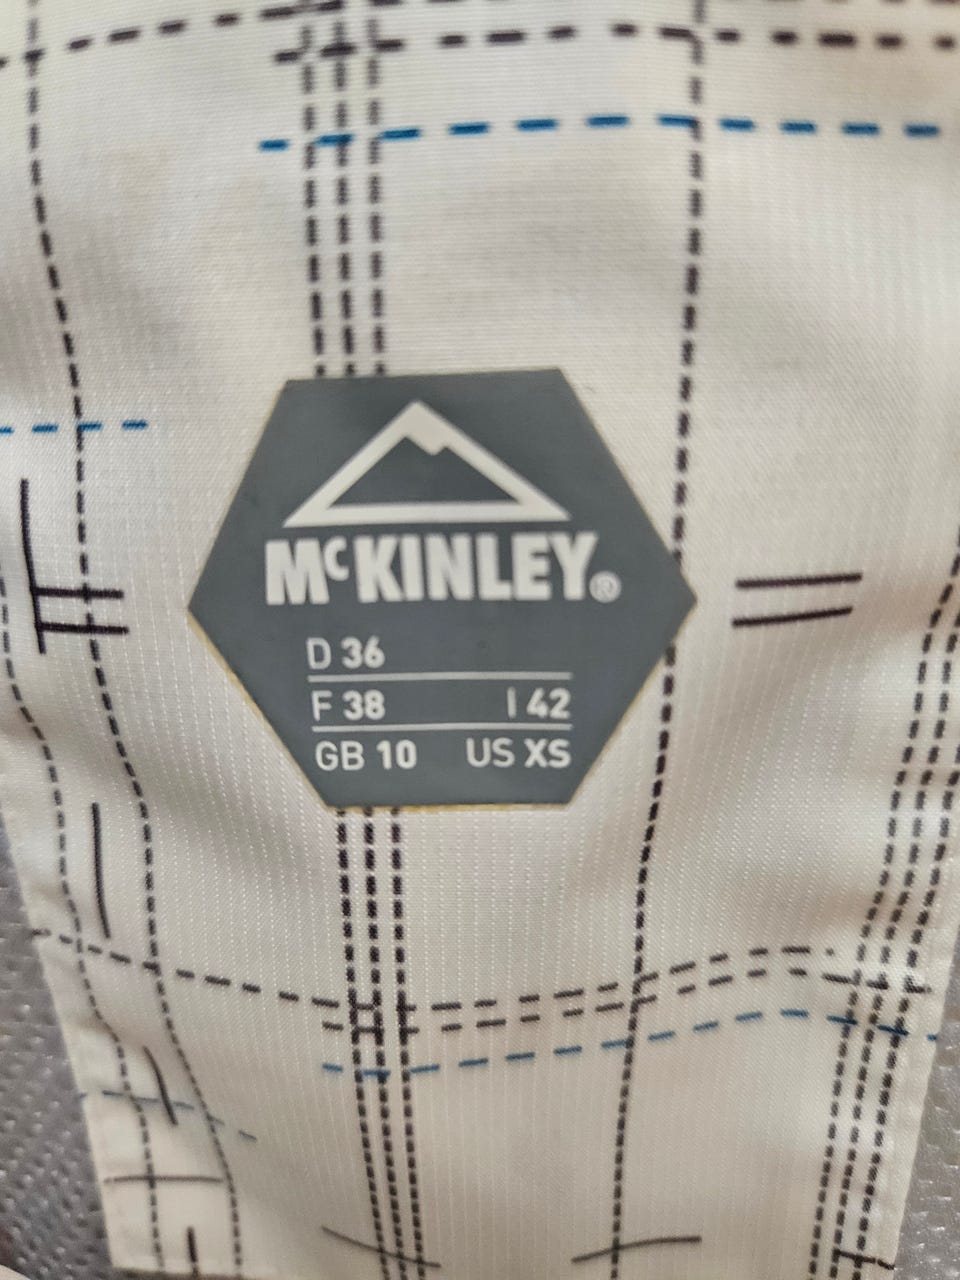 McKINLEY®
D 36
F 38 I 42
GB 10 US XS